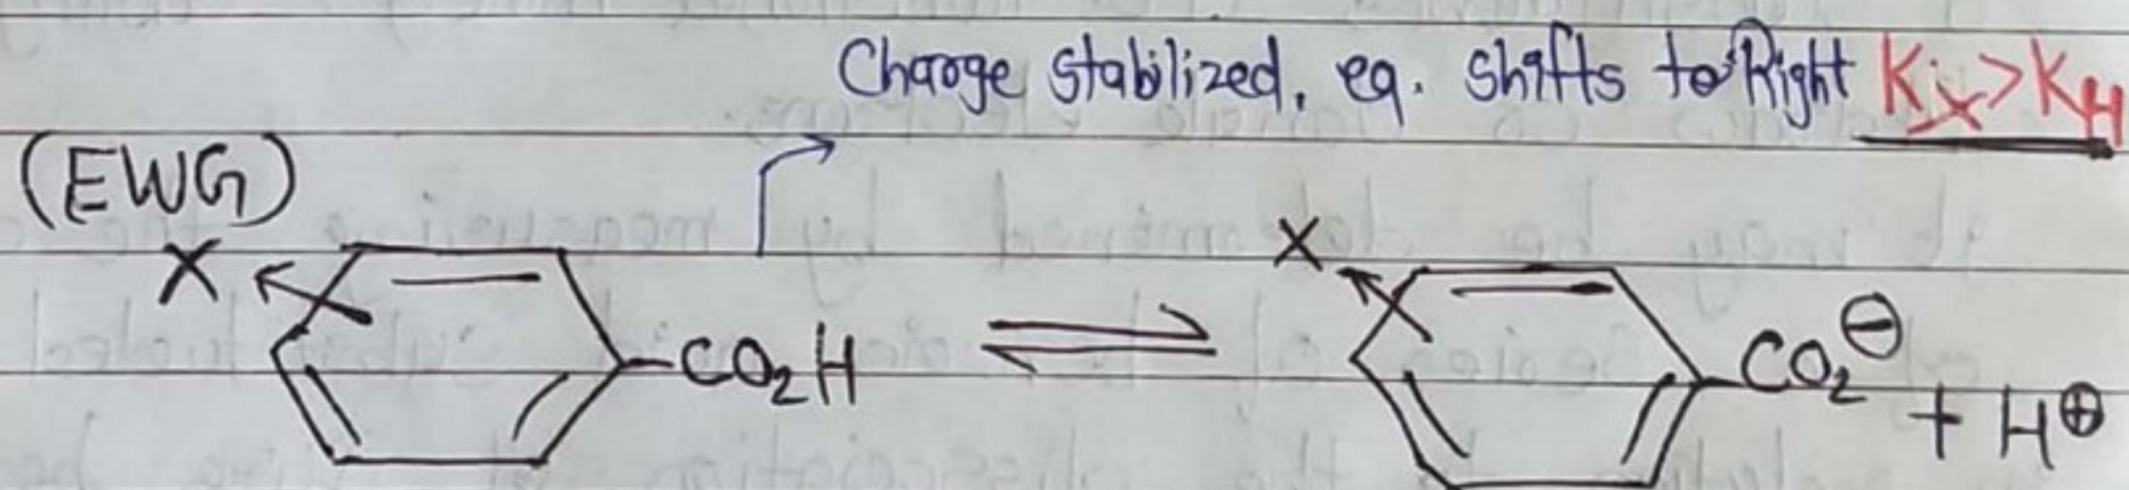 Charge stabilized, eq. shifts to Right Kx>KH
(EWG)
X CO₂H ⇌ X CO₂⊖ + H⊕